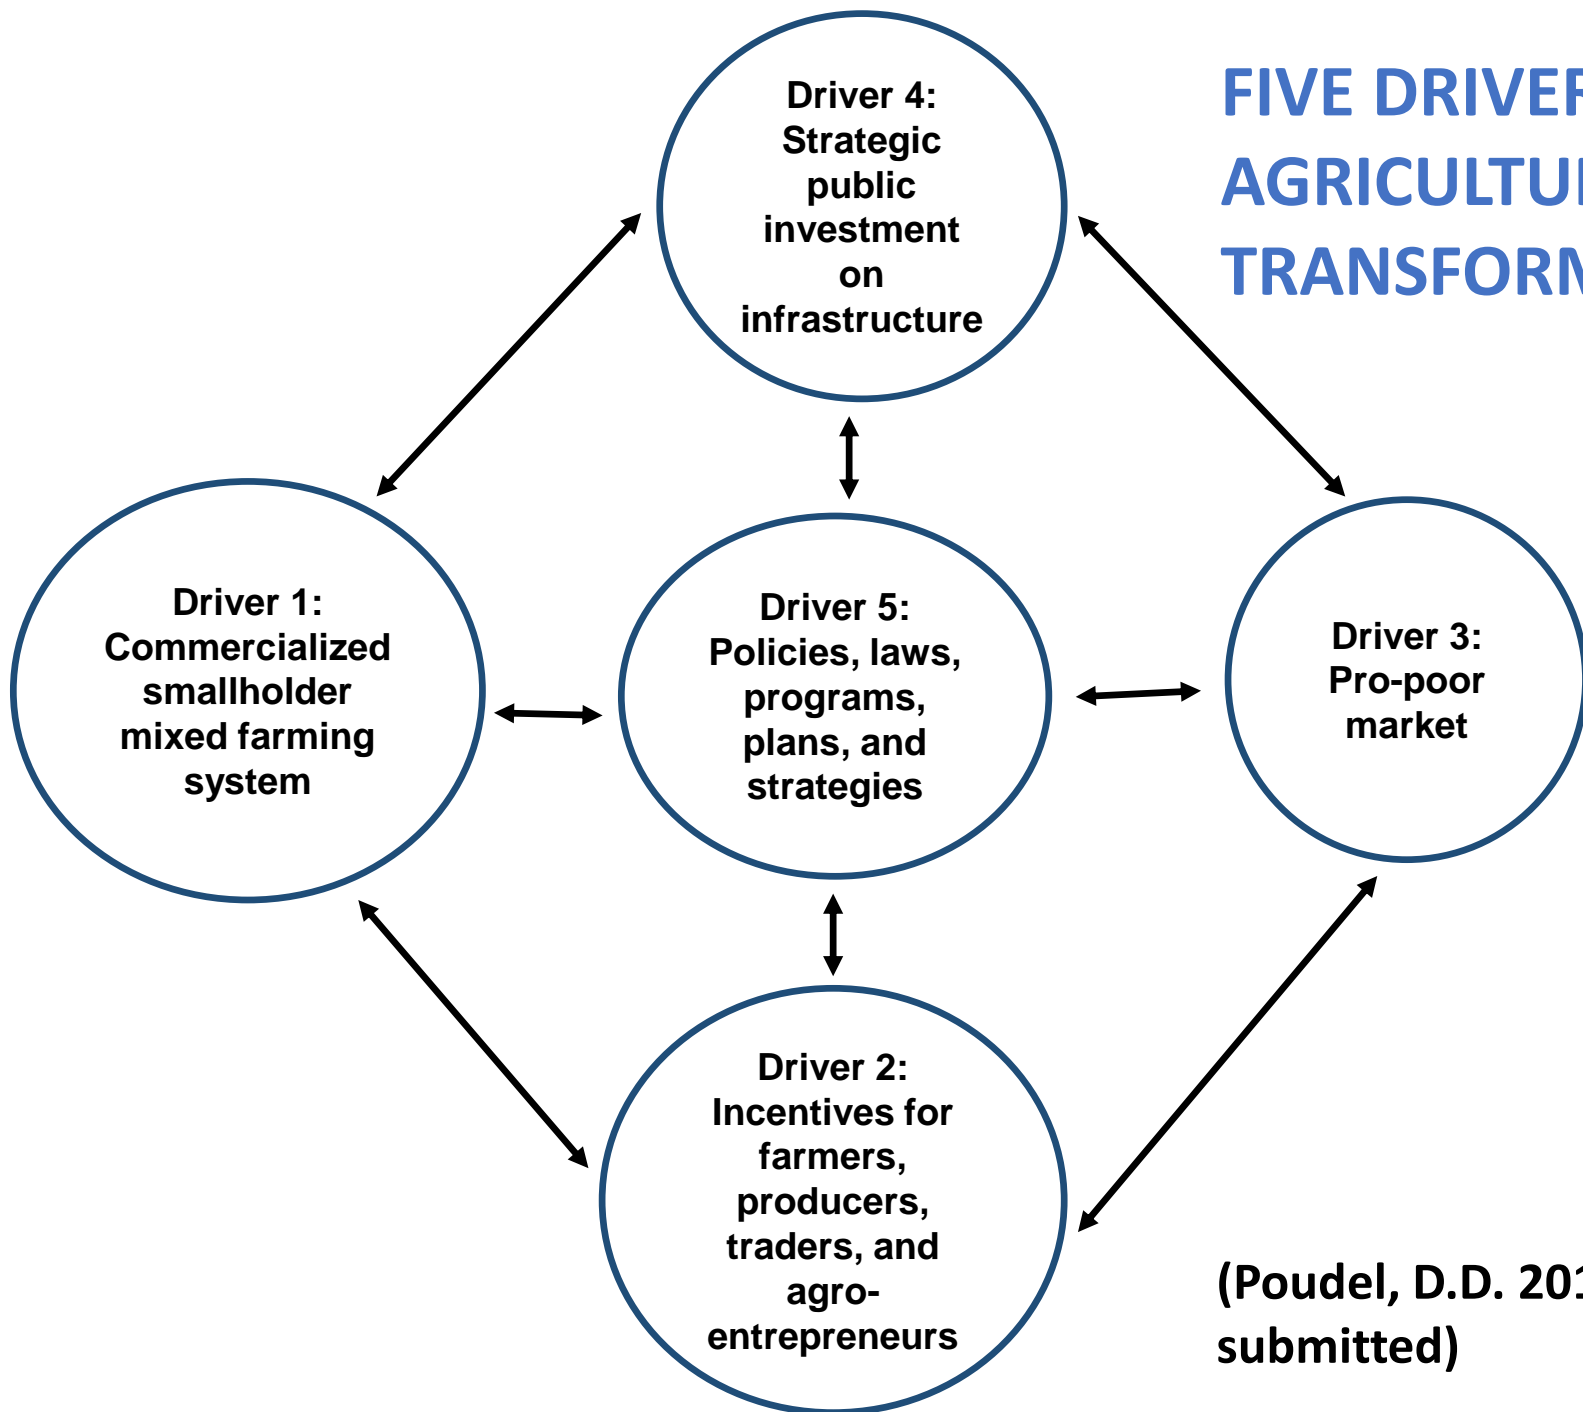 FIVE DRIVER
AGRICULTU
TRANSFORM
Driver 4:
Strategic
public
investment
on
infrastructure
Driver 1:
Commercialized
smallholder
mixed farming
system
Driver 5:
Policies, laws,
programs,
plans, and
strategies
Driver 3:
Pro-poor
market
Driver 2:
Incentives for
farmers,
producers,
traders, and
agro-
entrepreneurs
(Poudel, D.D. 201
submitted)